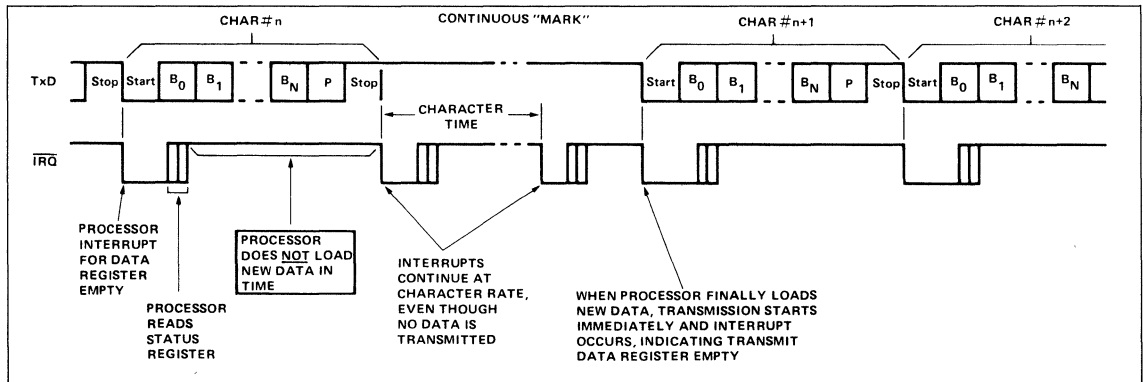 CHAR#n
CONTINUOUS "MARK"
CHAR#n+1
CHAR#n+2
TxD
Stop Start B0 B1 BN P Stop Start B0 B1 BN P Stop Start B0 B1 BN
CHARACTER
TIME
IRQ
PROCESSOR
INTERRUPT
FOR DATA
REGISTER
EMPTY
PROCESSOR
READS
STATUS
REGISTER
PROCESSOR
DOES NOT LOAD
NEW DATA IN
TIME
INTERRUPTS
CONTINUE AT
CHARACTER RATE,
EVEN THOUGH
NO DATA IS
TRANSMITTED
WHEN PROCESSOR FINALLY LOADS
NEW DATA, TRANSMISSION STARTS
IMMEDIATELY AND INTERRUPT
OCCURS, INDICATING TRANSMIT
DATA REGISTER EMPTY